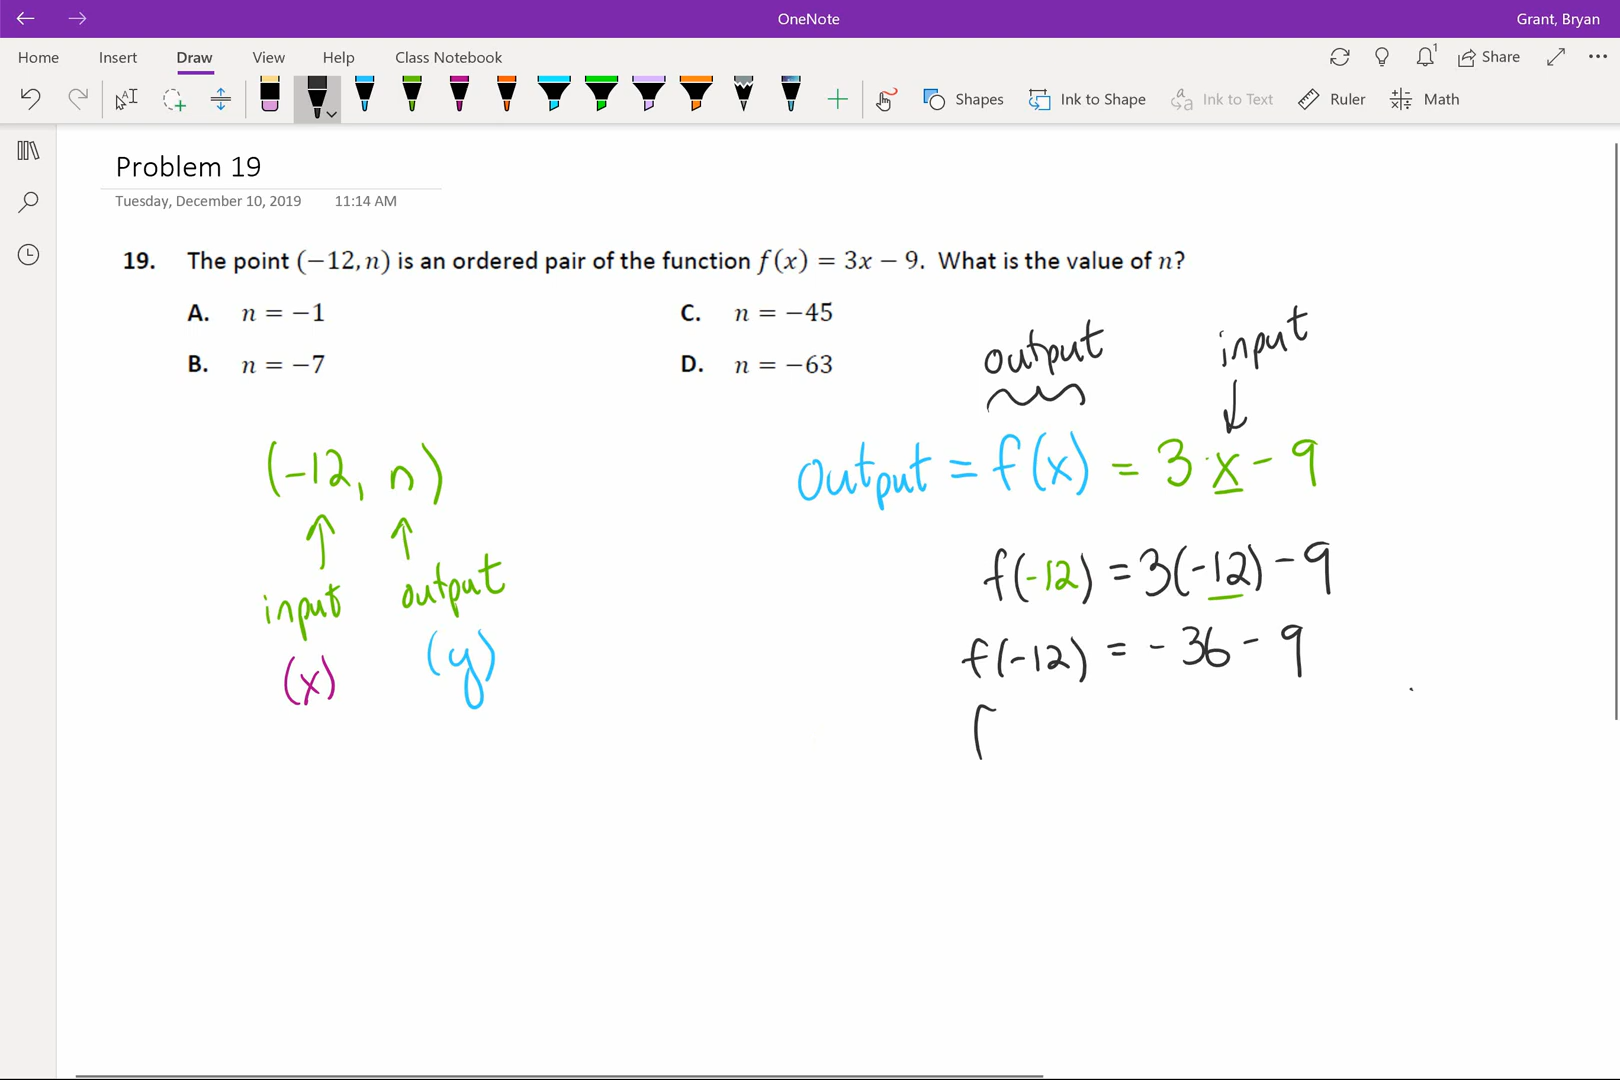 OneNote
Grant, Bryan
Home Insert Draw View Help Class Notebook
1 Share
Shapes Ink to Shape Ink to Text Ruler Math
Problem 19
Tuesday, December 10, 2019 11:14 AM
19. The point (−12, n) is an ordered pair of the function f(x) = 3x − 9. What is the value of n?
A. n = −1 C. n = −45
B. n = −7 D. n = −63
output input
(-12, n) Output = f(x) = 3·x - 9
input output
(x) (y)
f(-12) = 3(-12) - 9
f(-12) = -36 - 9